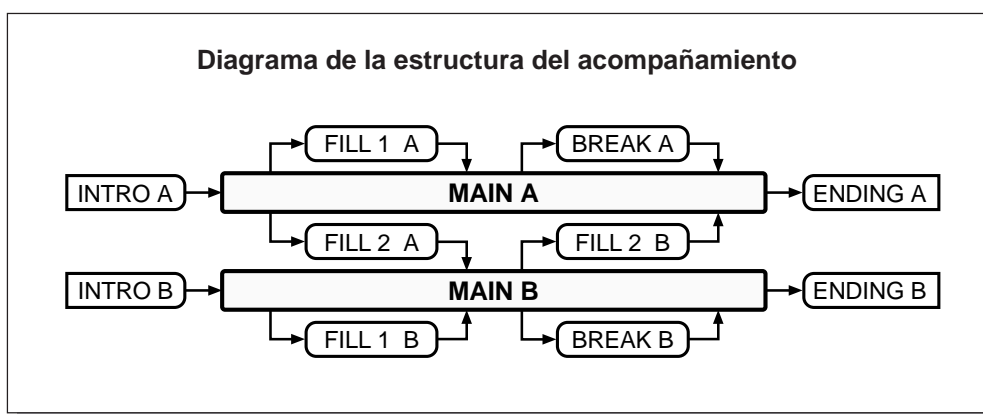 Diagrama de la estructura del acompañamiento
FILL 1 A BREAK A
INTRO A MAIN A ENDING A
FILL 2 A FILL 2 B
INTRO B MAIN B ENDING B
FILL 1 B BREAK B